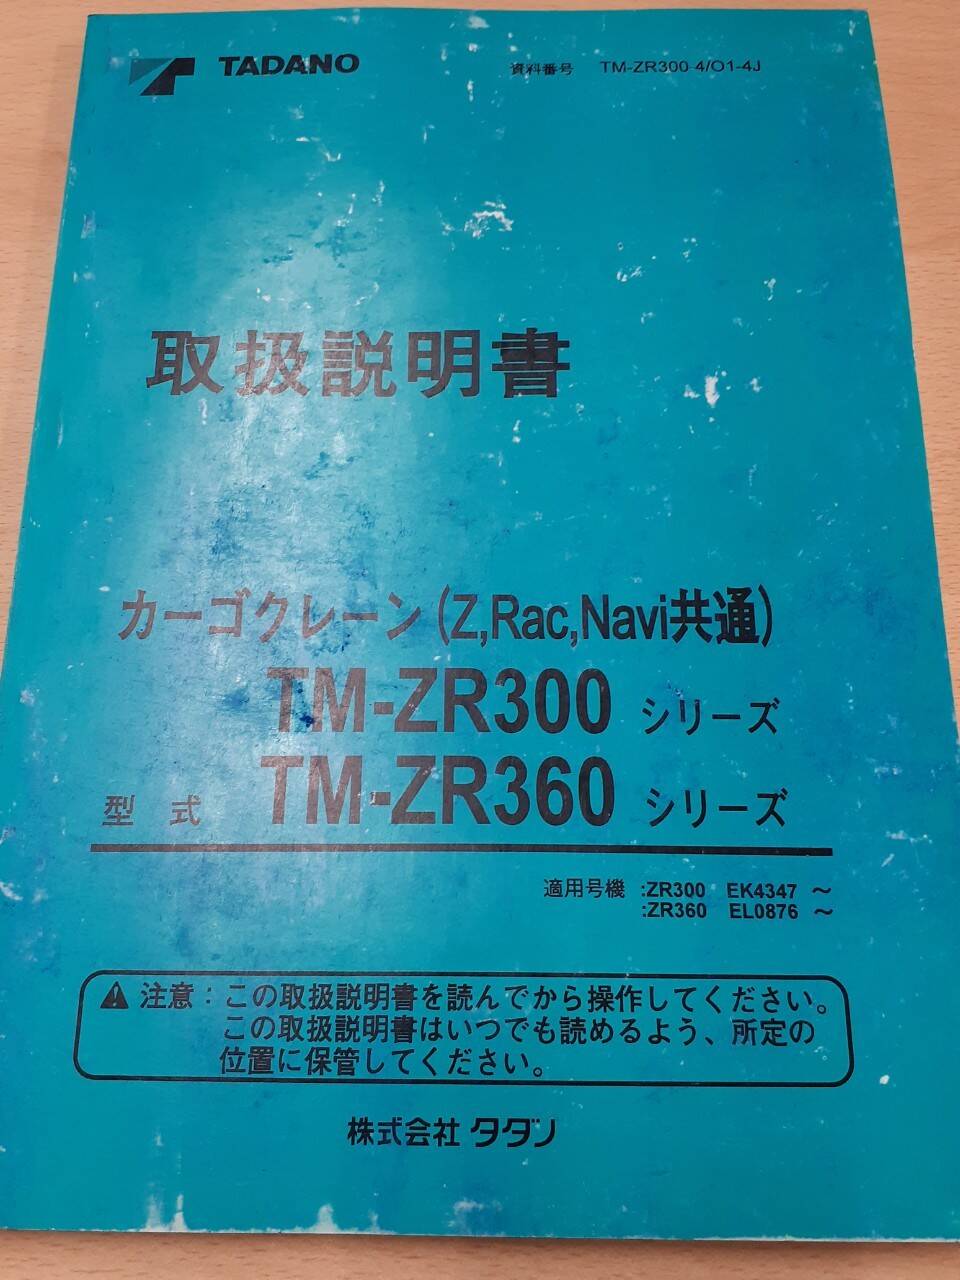 TADANO
資料番号 TM-ZR300-4/O1-4J
取扱説明書
カーゴクレーン(Z,Rac,Navi共通)
TM-ZR300 シリーズ
型式 TM-ZR360 シリーズ
適用号機 :ZR300 EK4347 ～
:ZR360 EL0876 ～
注意：この取扱説明書を読んでから操作してください。
この取扱説明書はいつでも読めるよう、所定の
位置に保管してください。
株式会社 タダノ